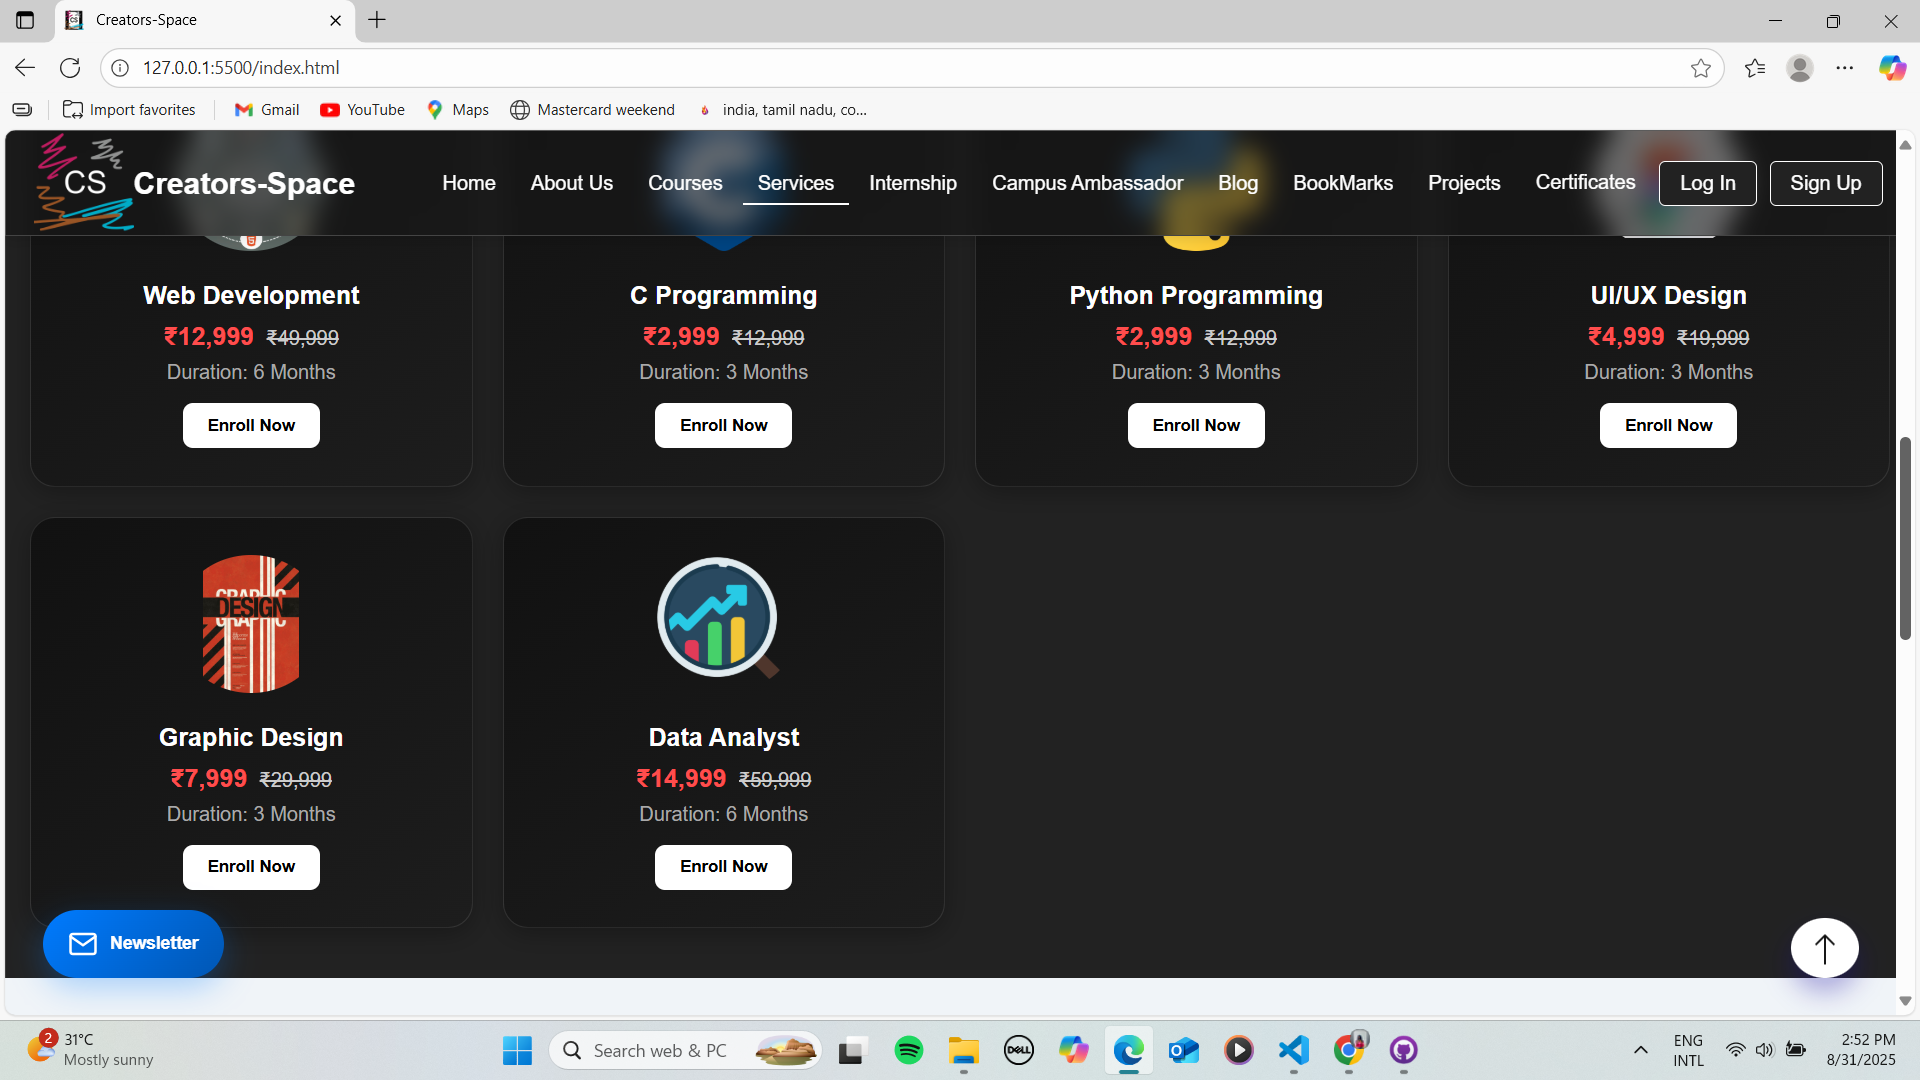 Creators-Space
127.0.0.1:5500/index.html
Import favorites
Gmail
YouTube
Maps
Mastercard weekend
india, tamil nadu, co...
CS
Creators-Space
Home
About Us
Courses
Services
Internship
Campus Ambassador
Blog
BookMarks
Projects
Certificates
Log In
Sign Up
Web Development
₹12,999 ₹49,999
Duration: 6 Months
Enroll Now
C Programming
₹2,999 ₹12,999
Duration: 3 Months
Enroll Now
Python Programming
₹2,999 ₹12,999
Duration: 3 Months
Enroll Now
UI/UX Design
₹4,999 ₹19,999
Duration: 3 Months
Enroll Now
GRAPHIC
DESIGN
GRAPHIC
Graphic Design
₹7,999 ₹29,999
Duration: 3 Months
Enroll Now
Data Analyst
₹14,999 ₹59,999
Duration: 6 Months
Enroll Now
Newsletter
2
31°C
Mostly sunny
Search web & PC
DELL
ENG
INTL
2:52 PM
8/31/2025